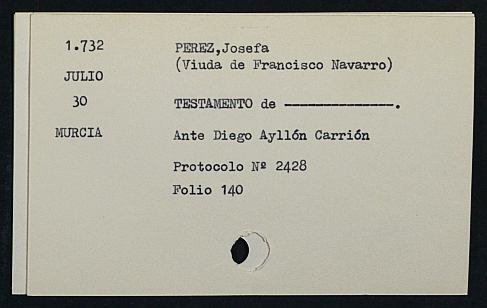 1.732 PEREZ,Josefa
(Viuda de Francisco Navarro)
JULIO
30 TESTAMENTO de --------------.
MURCIA Ante Diego Ayllón Carrión
Protocolo Nº 2428
Folio 140